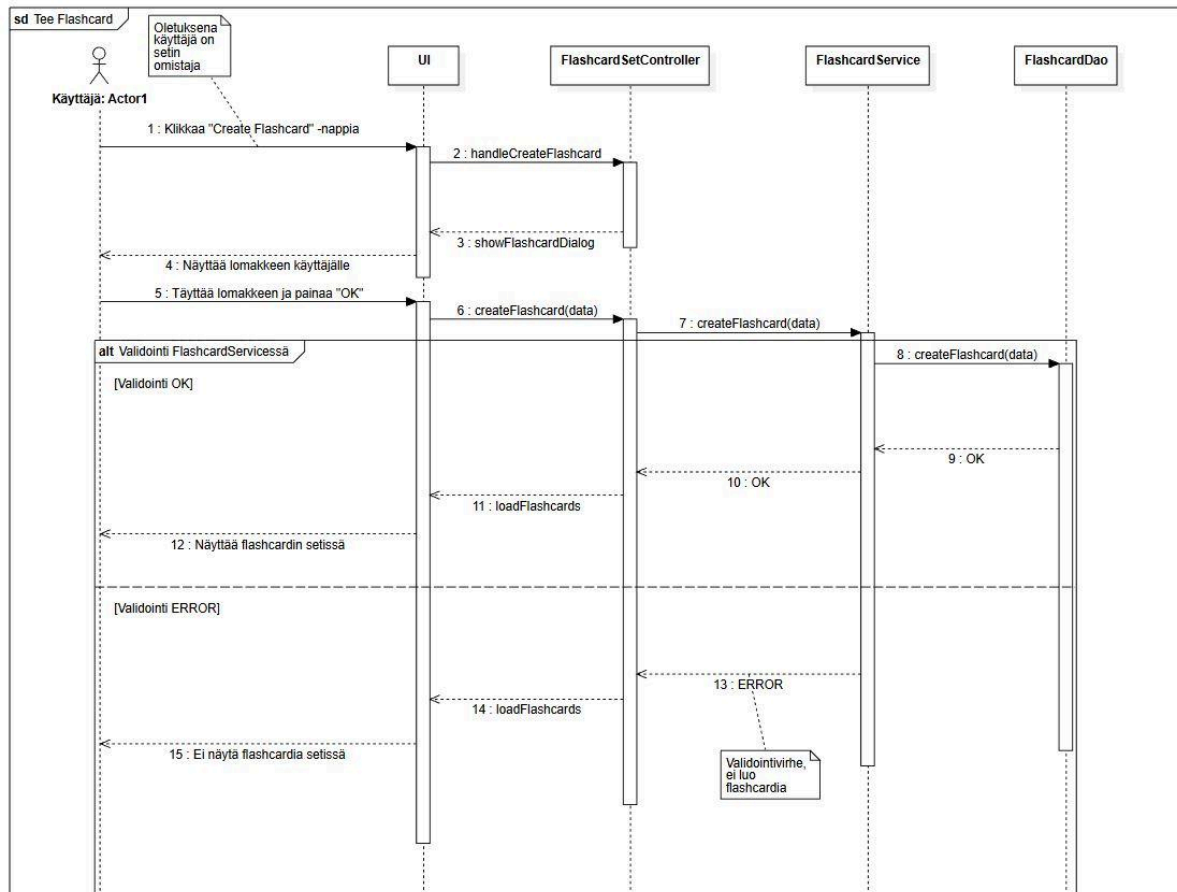 sd Tee Flashcard
Oletuksena
käyttäjä on
setin
omistaja
UI
FlashcardSetController
FlashcardService
FlashcardDao
Käyttäjä: Actor1
1 : Klikkaa "Create Flashcard" -nappia
2 : handleCreateFlashcard
3 : showFlashcardDialog
4 : Näyttää lomakkeen käyttäjälle
5 : Täyttää lomakkeen ja painaa "OK"
6 : createFlashcard(data)
7 : createFlashcard(data)
alt Validointi FlashcardServicessä
8 : createFlashcard(data)
[Validointi OK]
9 : OK
10 : OK
11 : loadFlashcards
12 : Näyttää flashcardin setissä
[Validointi ERROR]
13 : ERROR
14 : loadFlashcards
15 : Ei näytä flashcardia setissä
Validointivirhe,
ei luo
flashcardia